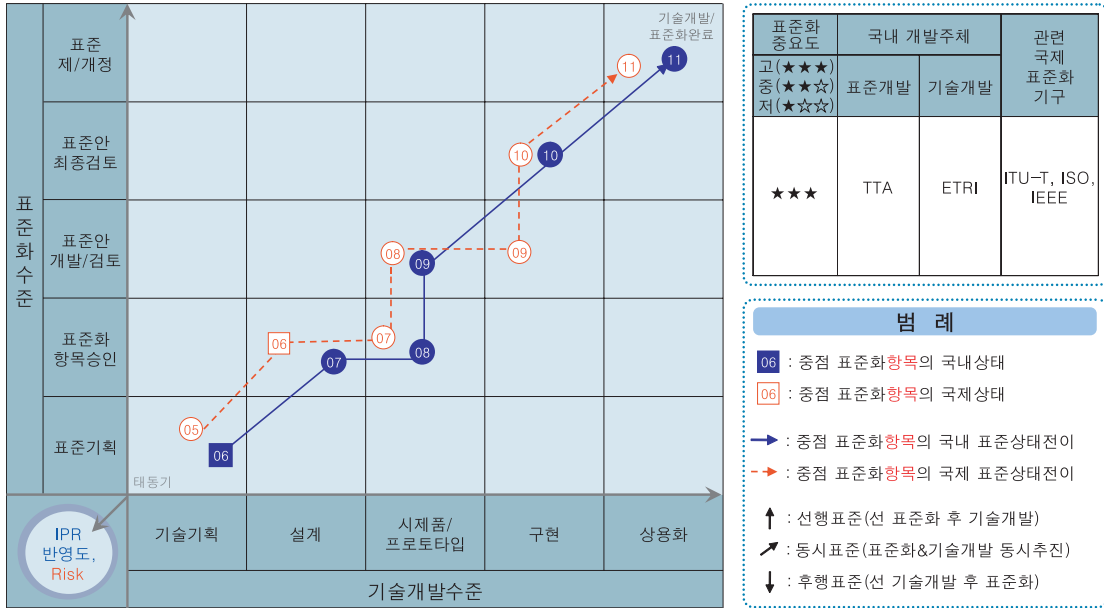 기술개발/
표준화완료
표준
제/개정
표준안
최종검토
표준안
개발/검토
표준화
항목승인
표준기획
표준화수준
11
11
10
10
08
09
09
06
07
07
08
05
06
태동기
IPR
반영도,
Risk
기술기획
설계
시제품/
프로토타입
구현
상용화
기술개발수준
표준화
중요도
국내 개발주체
관련
국제
표준화
기구
고(★★★)
중(★★☆)
저(★☆☆)
표준개발
기술개발
★★★
TTA
ETRI
ITU-T, ISO,
IEEE
범 례
06 : 중점 표준화항목의 국내상태
06 : 중점 표준화항목의 국제상태
: 중점 표준화항목의 국내 표준상태전이
: 중점 표준화항목의 국제 표준상태전이
: 선행표준(선 표준화 후 기술개발)
: 동시표준(표준화&기술개발 동시추진)
: 후행표준(선 기술개발 후 표준화)